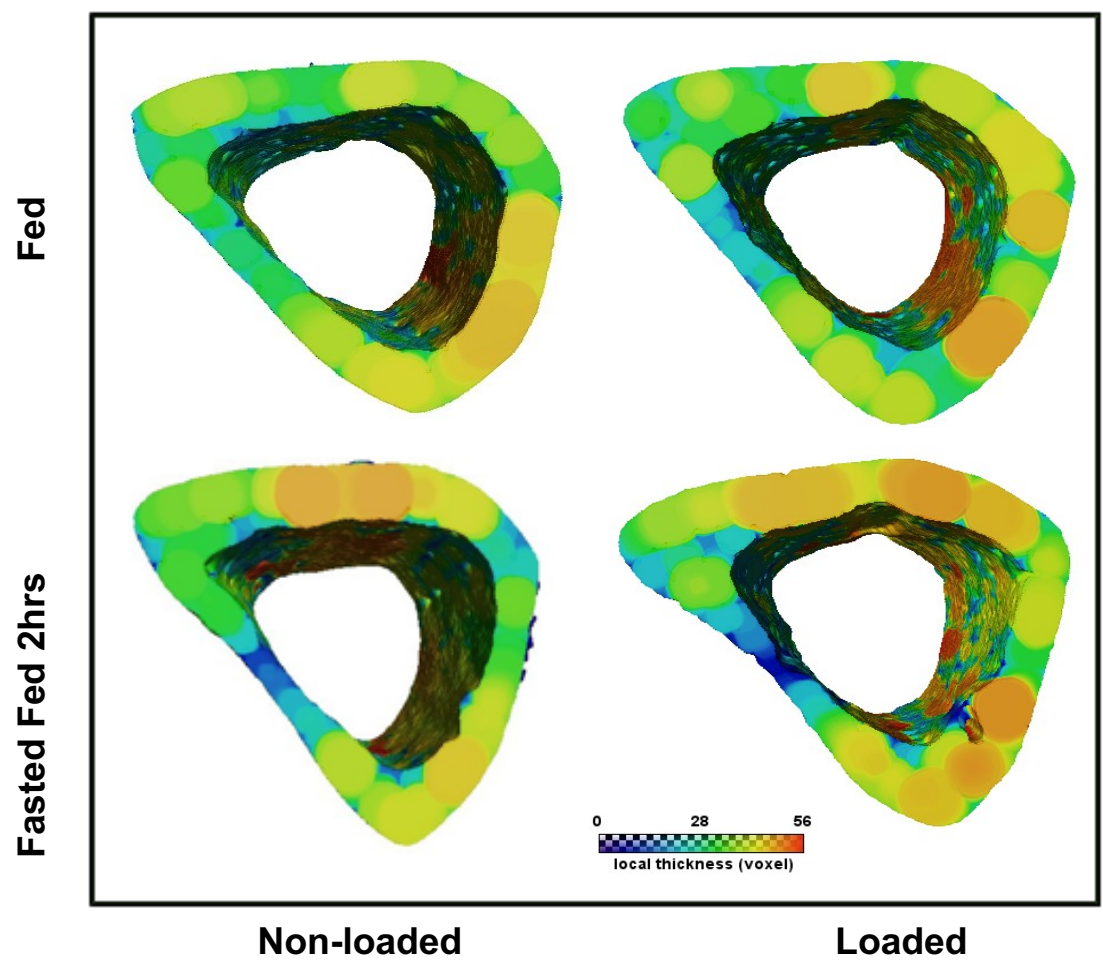 Fed
Fasted Fed 2hrs
0 28 56
local thickness (voxel)
Non-loaded
Loaded